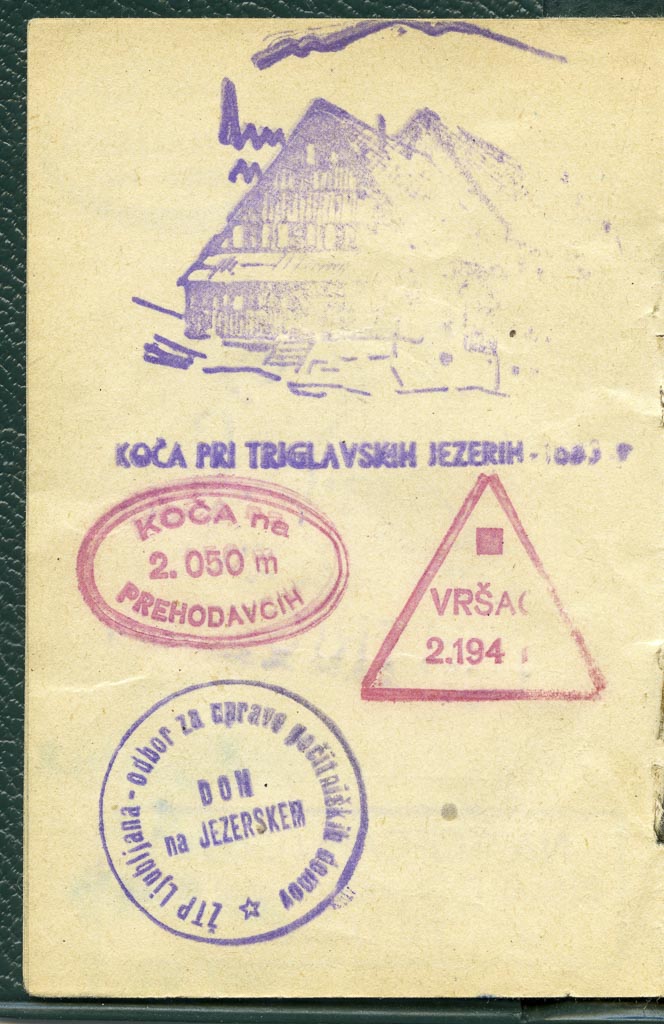 KOČA PRI TRIGLAVSKIH JEZERIH -
KOČA na
2.050 m
PREHODAVCIH
VRŠAC
2.194
ŽTP Ljubljana - odbor za upravo počitniških domov
DOM
na JEZERSKEM